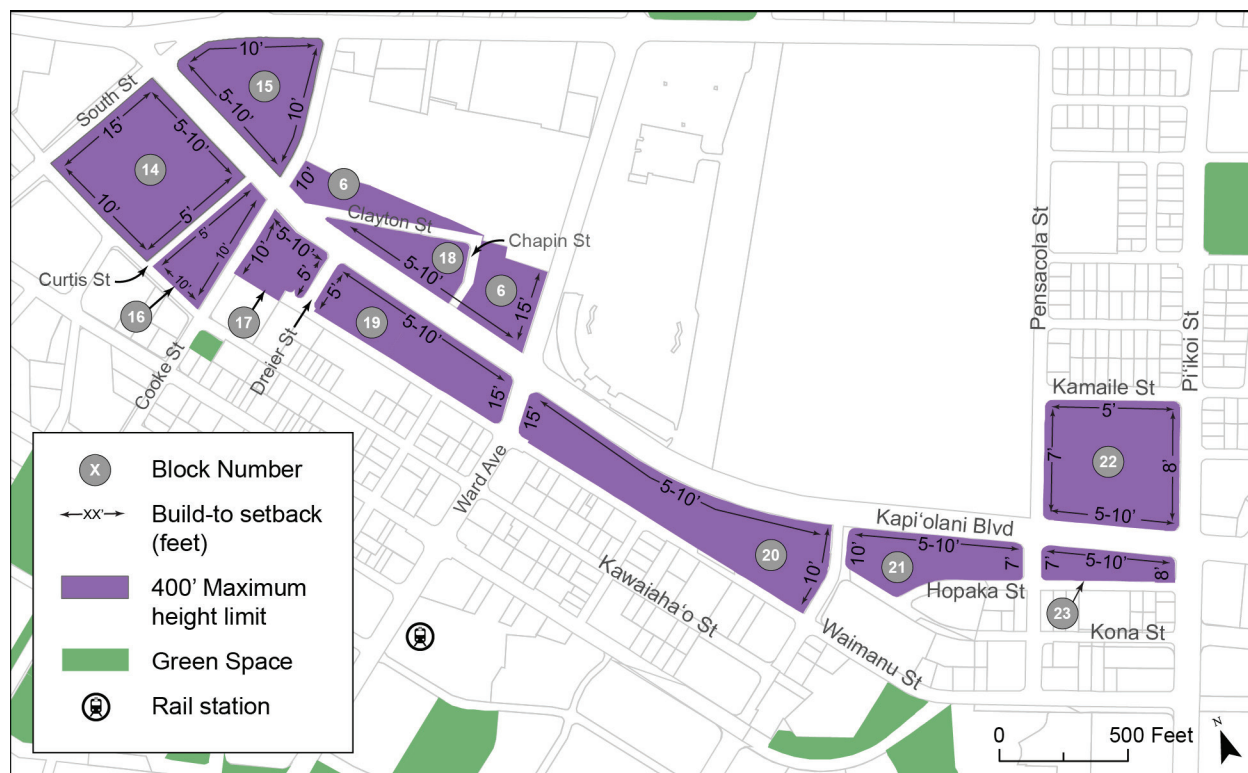 10'
15
5-10'
10'
South St
15'
5-10'
14
10'
5'
10'
6
Clayton St
18
Chapin St
5-10'
6
15'
Curtis St
5'
10'
10'
16
5-10'
10'
5'
17
Dreier St
Cooke St
5'
19
5-10'
15'
Ward Ave
15'
5-10'
20
10'
Pensacola St
Pi'ikoi St
Kamaile St
5'
7'
22
8'
5-10'
Kapi'olani Blvd
10'
5-10'
7'
21
Hopaka St
7'
5-10'
8'
23
Kona St
Kawaiaha'o St
Waimanu St
X
Block Number
XX'
Build-to setback
(feet)
400' Maximum
height limit
Green Space
Rail station
0
500 Feet
N